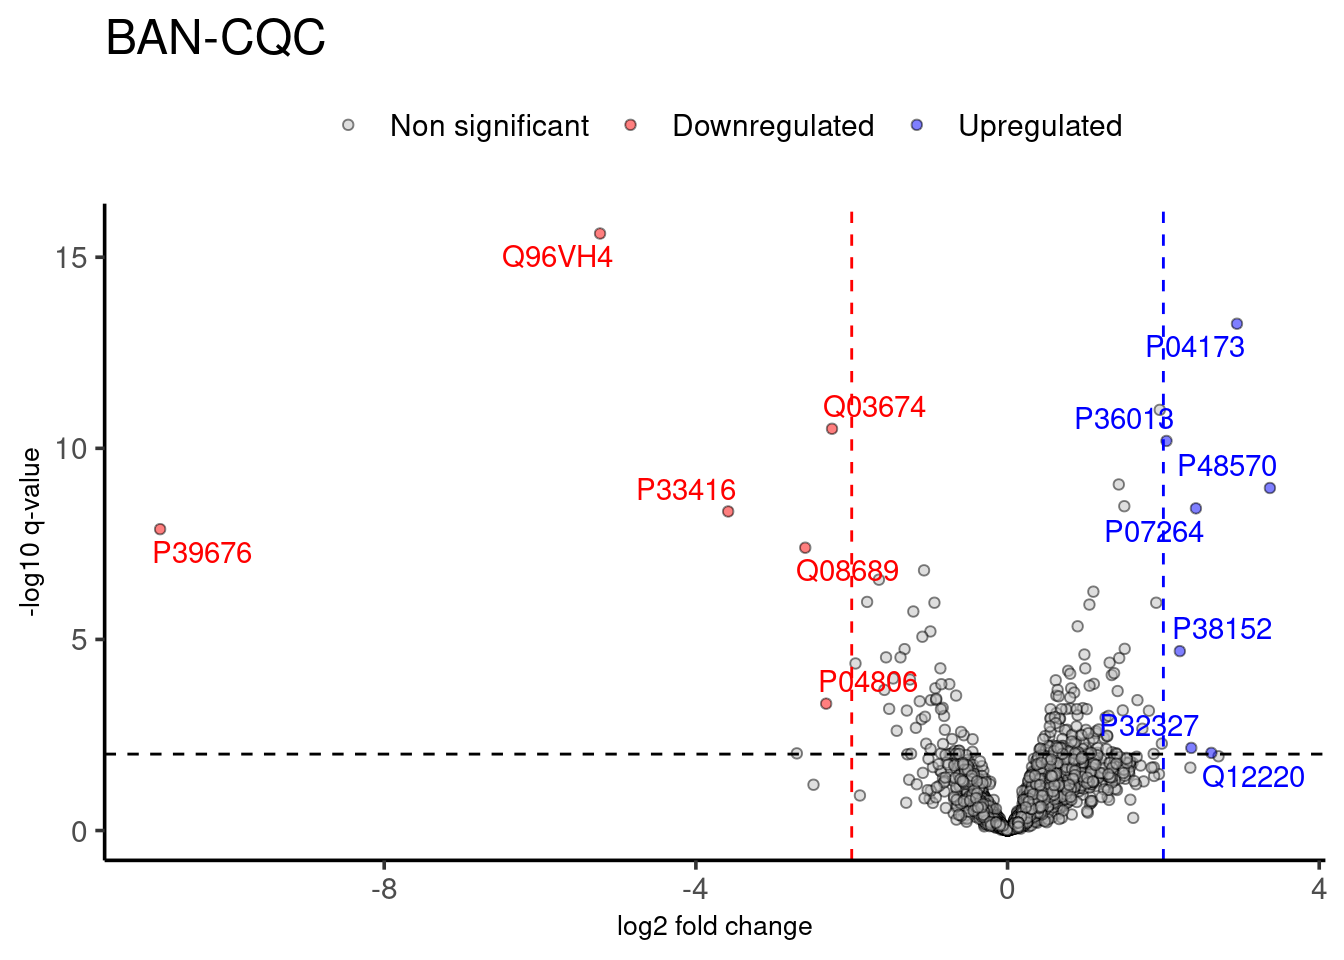 BAN-CQC
Non significant Downregulated Upregulated
15
Q96VH4
P04173
Q03674
P36013
10
P48570
P33416
P07264
P39676
Q08689
5
P38152
P04806
P32327
Q12220
0
-log10 q-value
-8 -4 0 4
log2 fold change